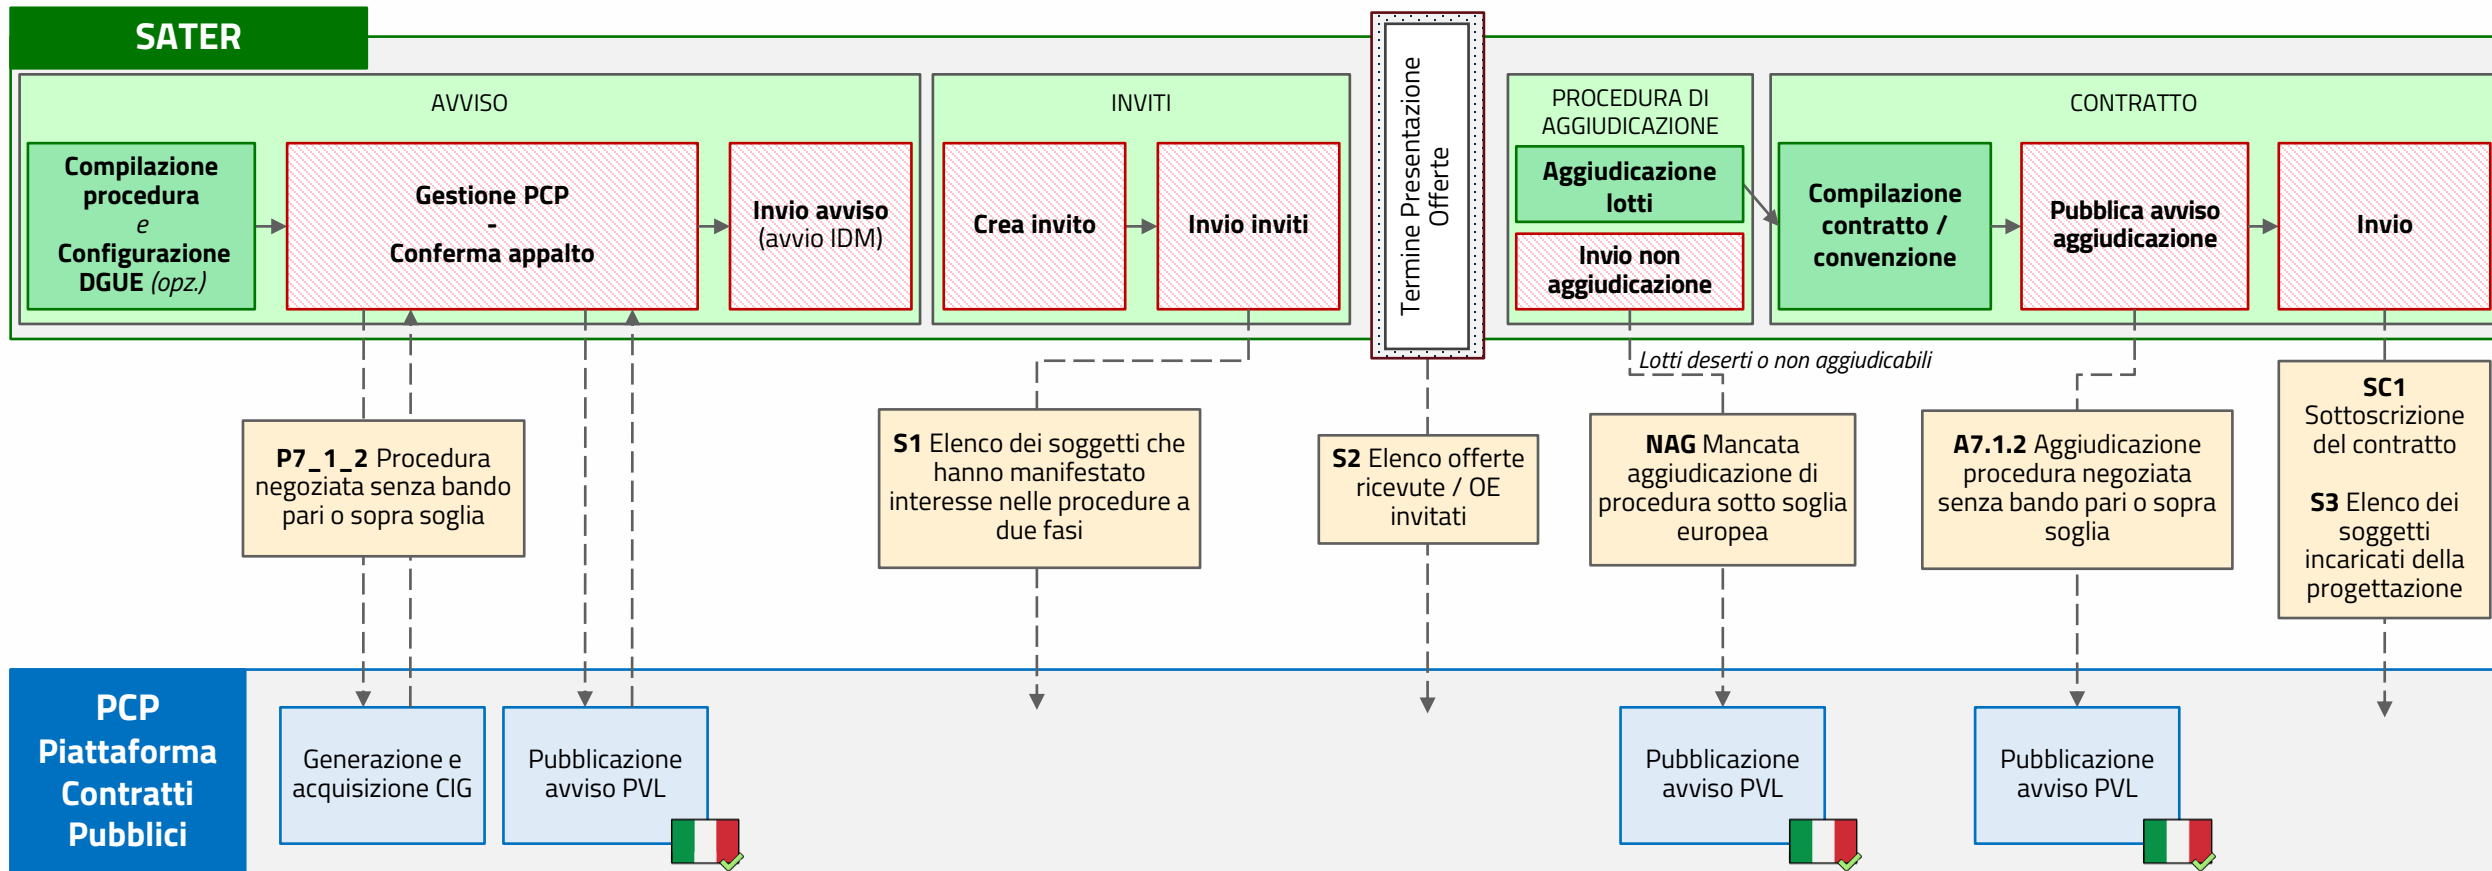 SATER
AVVISO
Compilazione
procedura
e
Configurazione
DGUE (opz.)
Gestione PCP
-
Conferma appalto
Invio avviso
(avvio IDM)
INVITI
Crea invito
Invio inviti
Termine Presentazione
Offerte
PROCEDURA DI
AGGIUDICAZIONE
Aggiudicazione
lotti
Invio non
aggiudicazione
CONTRATTO
Compilazione
contratto /
convenzione
Pubblica avviso
aggiudicazione
Invio
Lotti deserti o non aggiudicabili
P7_1_2 Procedura
negoziata senza bando
pari o sopra soglia
S1 Elenco dei soggetti che
hanno manifestato
interesse nelle procedure a
due fasi
S2 Elenco offerte
ricevute / OE
invitati
NAG Mancata
aggiudicazione di
procedura sotto soglia
europea
A7.1.2 Aggiudicazione
procedura negoziata
senza bando pari o sopra
soglia
SC1
Sottoscrizione
del contratto
S3 Elenco dei
soggetti
incaricati della
progettazione
PCP
Piattaforma
Contratti
Pubblici
Generazione e
acquisizione CIG
Pubblicazione
avviso PVL
Pubblicazione
avviso PVL
Pubblicazione
avviso PVL